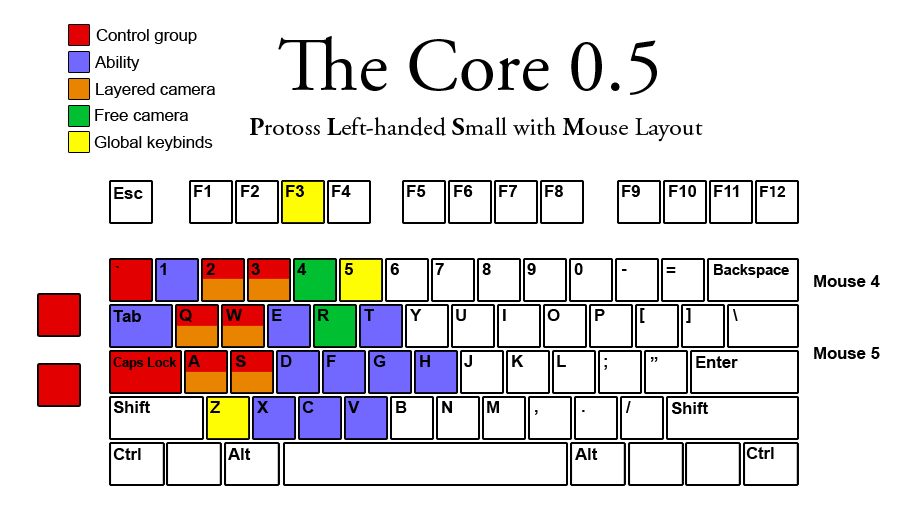 Control group
Ability
Layered camera
Free camera
Global keybinds
The Core 0.5
Protoss Left-handed Small with Mouse Layout
Esc F1 F2 F3 F4 F5 F6 F7 F8 F9 F10 F11 F12
` 1 2 3 4 5 6 7 8 9 0 - = Backspace
Mouse 4
Tab Q W E R T Y U I O P [ ] \
Mouse 5
Caps Lock A S D F G H J K L ; ” Enter
Shift Z X C V B N M , . / Shift
Ctrl Alt Alt Ctrl